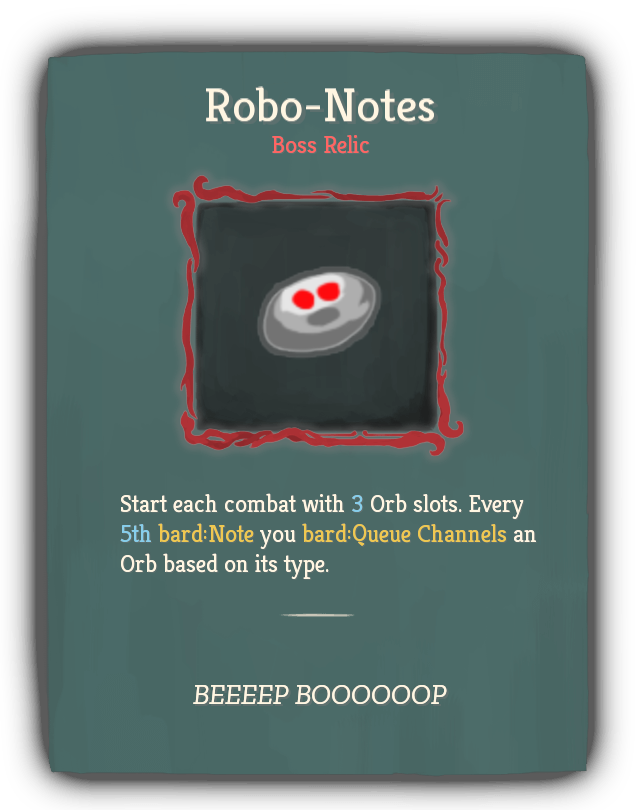 Robo-Notes
Boss Relic
Start each combat with 3 Orb slots. Every
5th bard:Note you bard:Queue Channels an
Orb based on its type.
BEEEEP BOOOOOOP